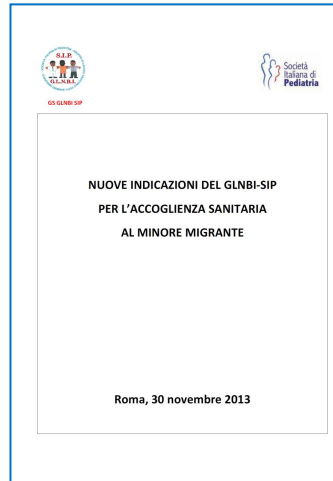 S.I.P.
G.L.N.B.I.
GS GLNBI SIP
Società
Italiana di
Pediatria
NUOVE INDICAZIONI DEL GLNBI-SIP
PER L'ACCOGLIENZA SANITARIA
AL MINORE MIGRANTE
Roma, 30 novembre 2013